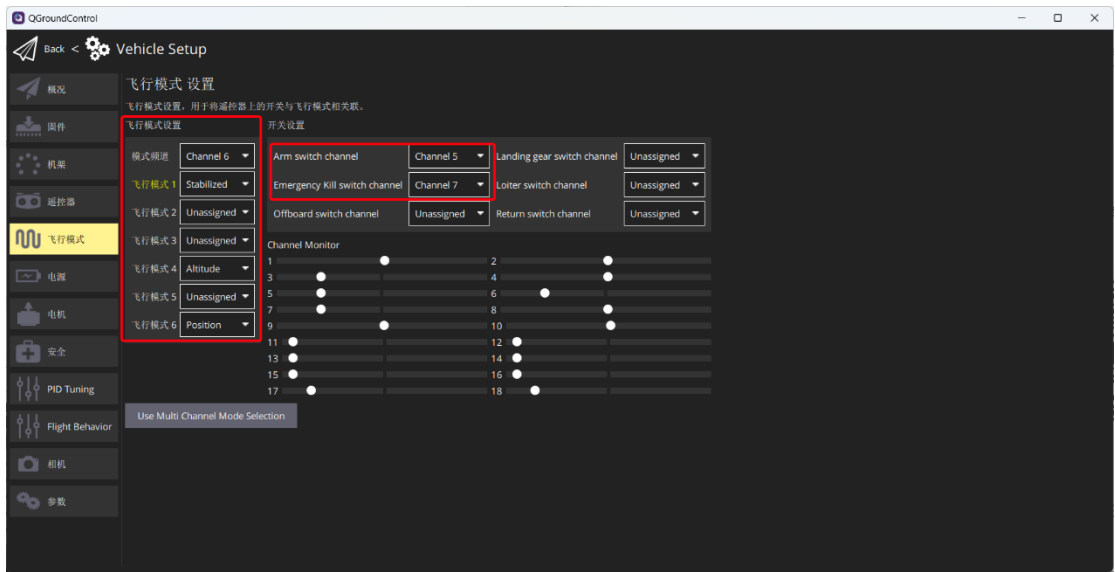 QGroundControl
Back < Vehicle Setup
概况
固件
机架
遥控器
飞行模式
电源
电机
安全
PID Tuning
Flight Behavior
相机
参数
飞行模式 设置
飞行模式设置，用于将遥控器上的开关与飞行模式相关联。
飞行模式设置
模式频道 Channel 6
飞行模式 1 Stabilized
飞行模式 2 Unassigned
飞行模式 3 Unassigned
飞行模式 4 Altitude
飞行模式 5 Unassigned
飞行模式 6 Position
开关设置
Arm switch channel Channel 5 Landing gear switch channel Unassigned
Emergency Kill switch channel Channel 7 Loiter switch channel Unassigned
Offboard switch channel Unassigned Return switch channel Unassigned
Channel Monitor
1 2
3 4
5 6
7 8
9 10
11 12
13 14
15 16
17 18
Use Multi Channel Mode Selection